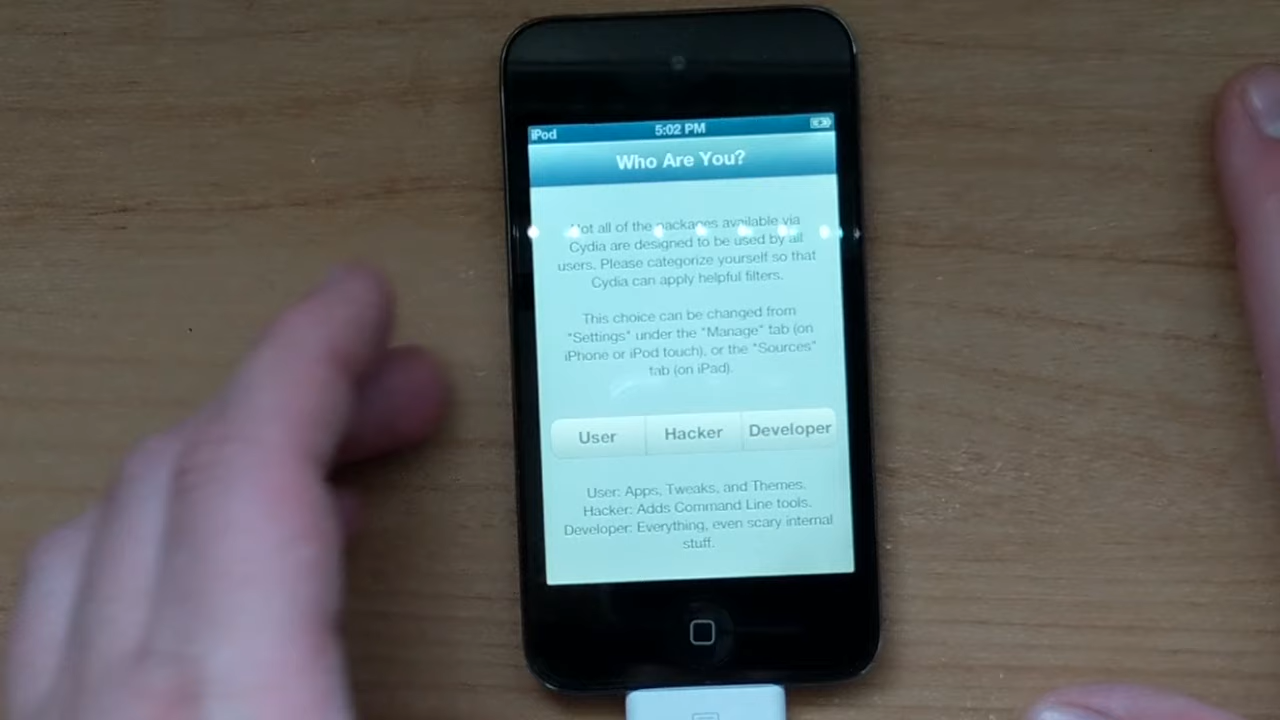 iPod 5:02 PM
Who Are You?
Not all of the packages available via
Cydia are designed to be used by all
users. Please categorize yourself so that
Cydia can apply helpful filters.
This choice can be changed from
"Settings" under the "Manage" tab (on
iPhone or iPod touch), or the "Sources"
tab (on iPad).
User Hacker Developer
User: Apps, Tweaks, and Themes.
Hacker: Adds Command Line tools.
Developer: Everything, even scary internal
stuff.